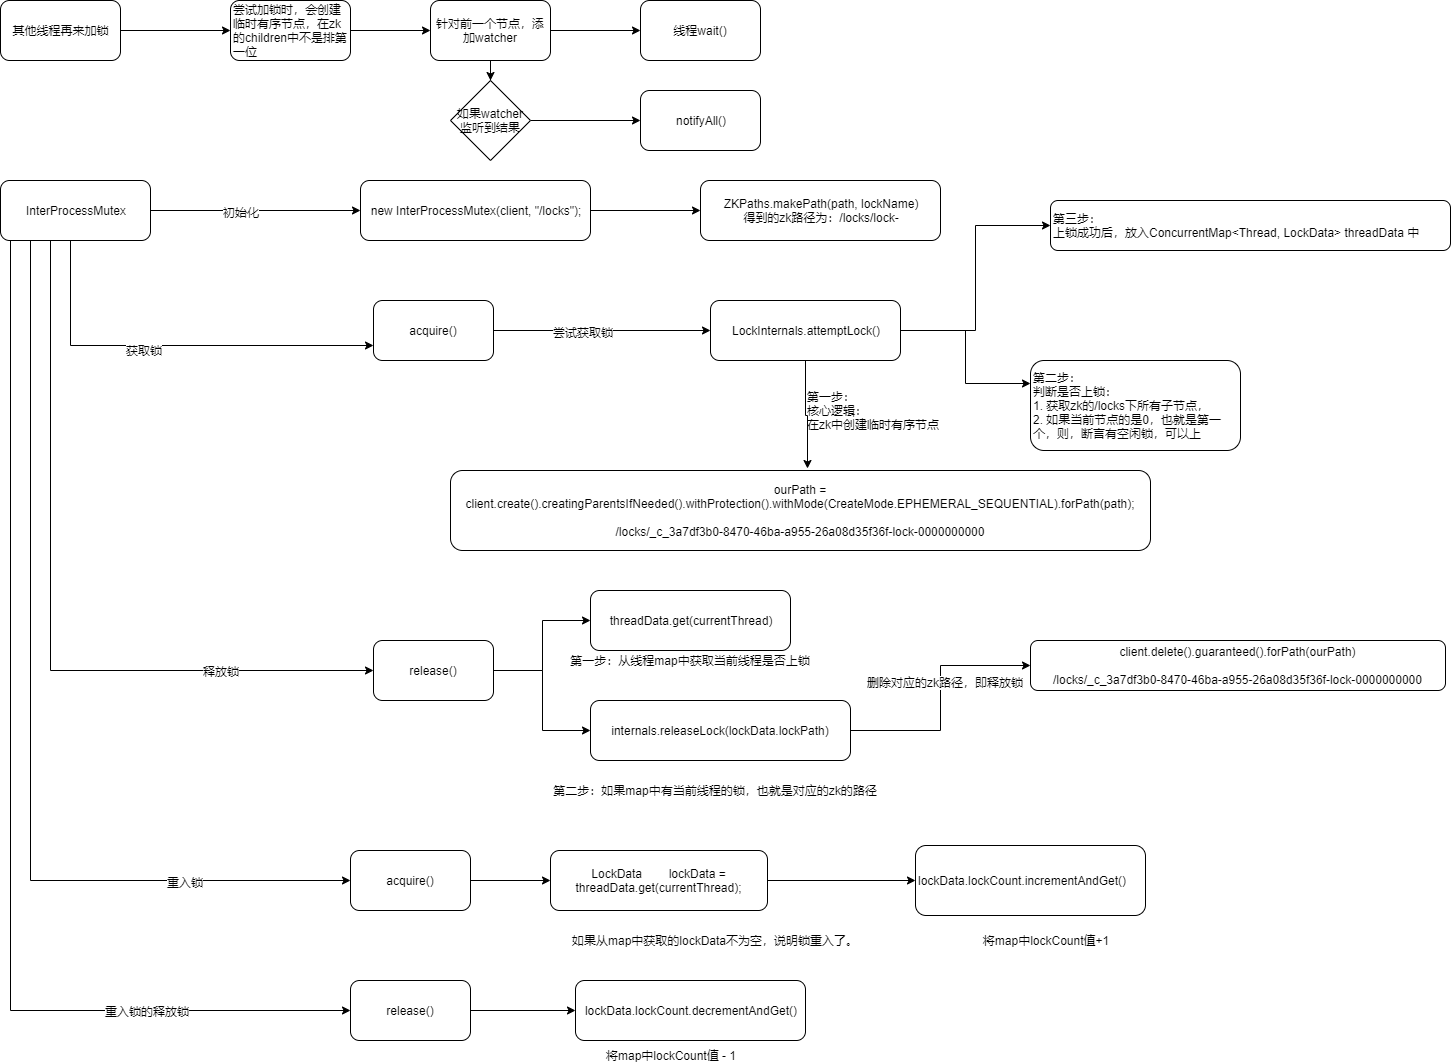 其他线程再来加锁
尝试加锁时，会创建
临时有序节点，在zk
的children中不是排第
一位
针对前一个节点，添
加watcher
线程wait()
如果watcher
监听到结果
notifyAll()
InterProcessMutex
初始化
new InterProcessMutex(client, "/locks");
ZKPaths.makePath(path, lockName)
得到的zk路径为：/locks/lock-
第三步：
上锁成功后，放入ConcurrentMap<Thread, LockData> threadData 中
获取锁
acquire()
尝试获取锁
LockInternals.attemptLock()
第二步：
判断是否上锁：
1. 获取zk的/locks下所有子节点，
2. 如果当前节点的是0，也就是第一
个，则，断言有空闲锁，可以上
第一步：
核心逻辑：
在zk中创建临时有序节点
ourPath =
client.create().creatingParentsIfNeeded().withProtection().withMode(CreateMode.EPHEMERAL_SEQUENTIAL).forPath(path);
/locks/_c_3a7df3b0-8470-46ba-a955-26a08d35f36f-lock-0000000000
释放锁
release()
threadData.get(currentThread)
第一步：从线程map中获取当前线程是否上锁
internals.releaseLock(lockData.lockPath)
第二步：如果map中有当前线程的锁，也就是对应的zk的路径
删除对应的zk路径，即释放锁
client.delete().guaranteed().forPath(ourPath)
/locks/_c_3a7df3b0-8470-46ba-a955-26a08d35f36f-lock-0000000000
重入锁
acquire()
LockData lockData =
threadData.get(currentThread);
如果从map中获取的lockData不为空，说明锁重入了。
lockData.lockCount.incrementAndGet()
将map中lockCount值+1
重入锁的释放锁
release()
lockData.lockCount.decrementAndGet()
将map中lockCount值 - 1